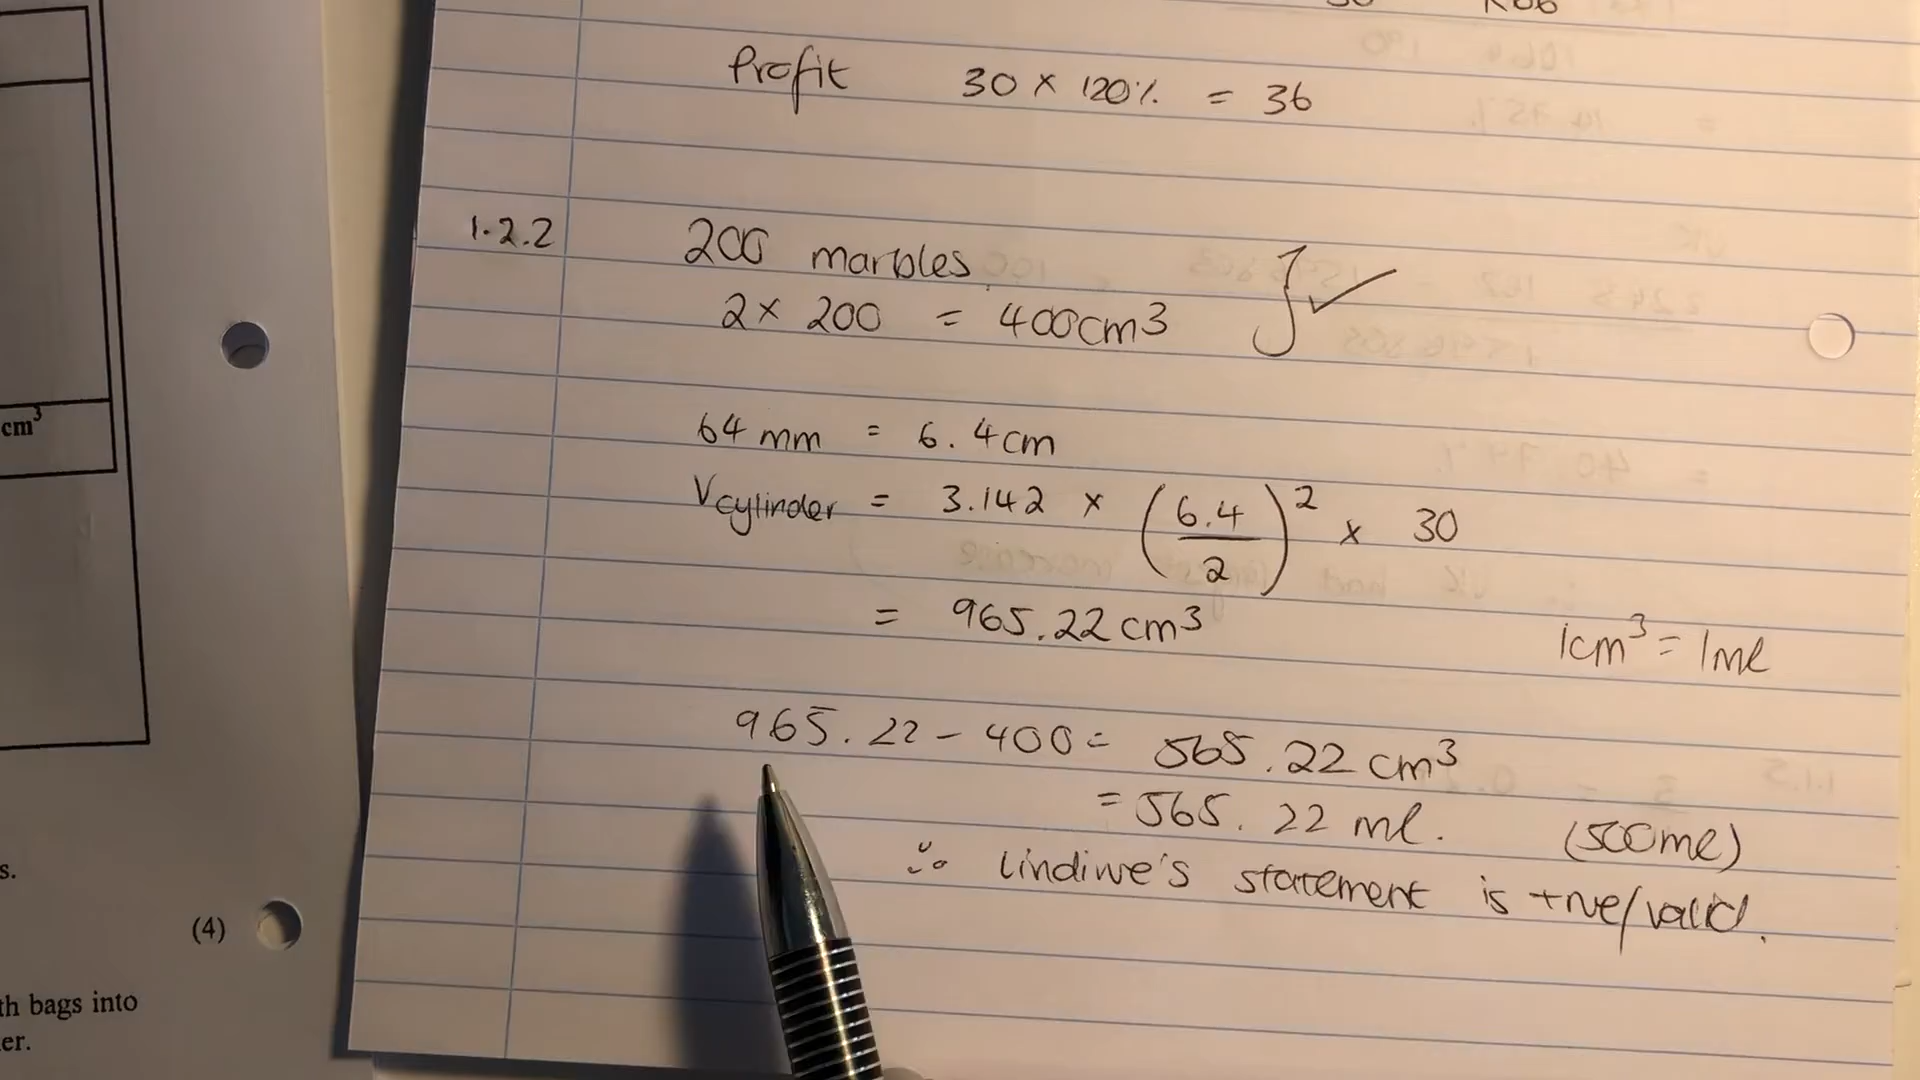 R06
Profit 30 × 120% = 36
1.2.2 200 marbles
2 × 200 = 400cm³ ✓
64 mm = 6.4cm
Vcylinder = 3.142 × (6.4/2)² × 30
= 965.22 cm³
1cm³ = 1ml
965.22 – 400 = 565.22 cm³
= 565.22 ml. (500ml)
∴ Lindiwe's statement is true/valid.
cm³
s.
(4)
th bags into
er.